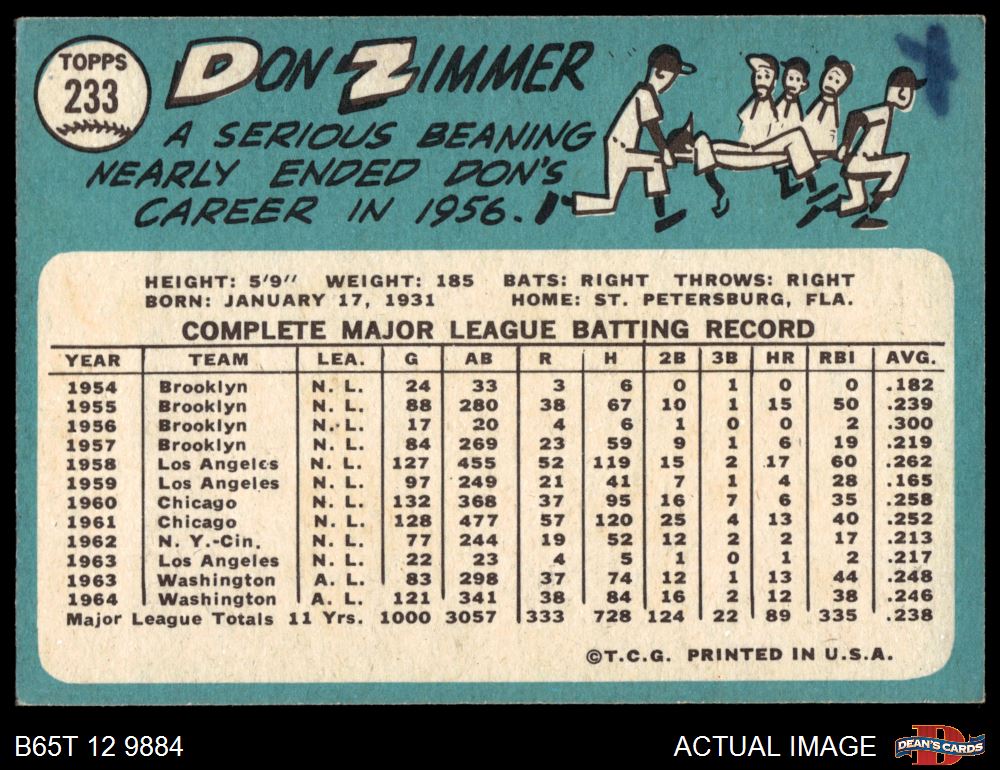 TOPPS
233
DON ZIMMER
A SERIOUS BEANING
NEARLY ENDED DON'S
CAREER IN 1956.
HEIGHT: 5'9" WEIGHT: 185 BATS: RIGHT THROWS: RIGHT
BORN: JANUARY 17, 1931 HOME: ST. PETERSBURG, FLA.
COMPLETE MAJOR LEAGUE BATTING RECORD
YEAR TEAM LEA. G AB R H 2B 3B HR RBI AVG.
1954 Brooklyn N. L. 24 33 3 6 0 1 0 0 .182
1955 Brooklyn N. L. 88 280 38 67 10 1 15 50 .239
1956 Brooklyn N. L. 17 20 4 6 1 0 0 2 .300
1957 Brooklyn N. L. 84 269 23 59 9 1 6 19 .219
1958 Los Angeles N. L. 127 455 52 119 15 2 17 60 .262
1959 Los Angeles N. L. 97 249 21 41 7 1 4 28 .165
1960 Chicago N. L. 132 368 37 95 16 7 6 35 .258
1961 Chicago N. L. 128 477 57 120 25 4 13 40 .252
1962 N. Y.-Cin. N. L. 77 244 19 52 12 2 2 17 .213
1963 Los Angeles N. L. 22 23 4 5 1 0 1 2 .217
1963 Washington A. L. 83 298 37 74 12 1 13 44 .248
1964 Washington A. L. 121 341 38 84 16 2 12 38 .246
Major League Totals 11 Yrs. 1000 3057 333 728 124 22 89 335 .238
©T.C.G. PRINTED IN U.S.A.
B65T 12 9884
ACTUAL IMAGE
DEAN'S CARDS